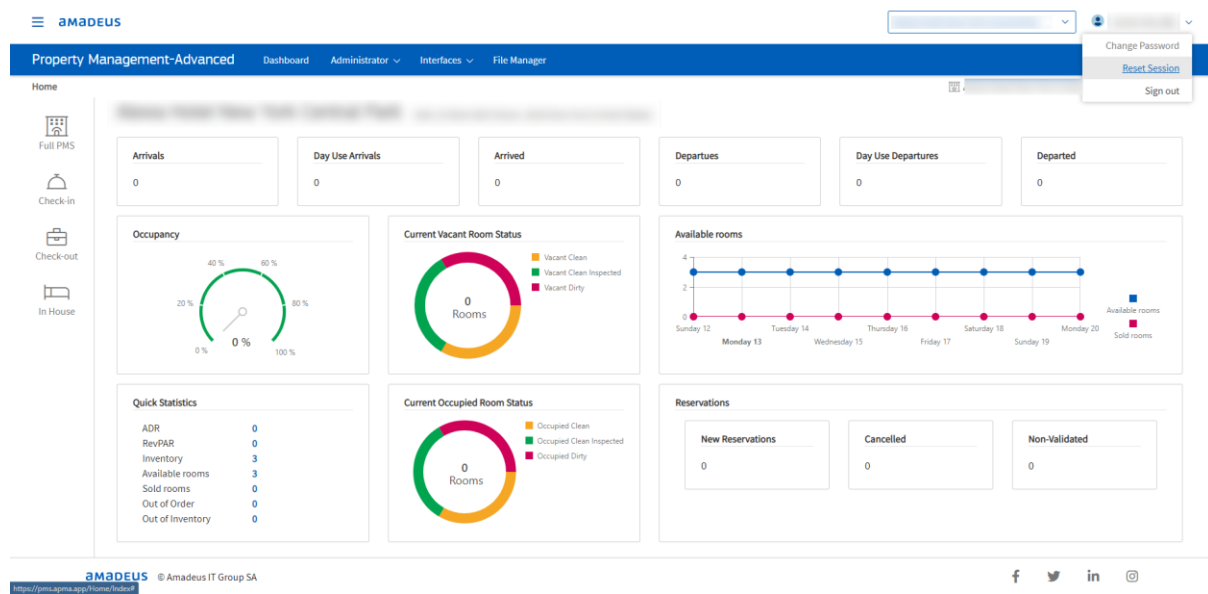 amadeus
Property Management-Advanced
Dashboard
Administrator
Interfaces
File Manager
Change Password
Reset Session
Sign out
Home
Full PMS
Check-in
Check-out
In House
Arrivals
0
Day Use Arrivals
0
Arrived
0
Departues
0
Day Use Departures
0
Departed
0
Occupancy
0 %
20 %
40 %
60 %
80 %
100 %
0 %
Current Vacant Room Status
0
Rooms
Vacant Clean
Vacant Clean Inspected
Vacant Dirty
Available rooms
4
2
0
Sunday 12
Monday 13
Tuesday 14
Wednesday 15
Thursday 16
Friday 17
Saturday 18
Sunday 19
Monday 20
Available rooms
Sold rooms
Quick Statistics
ADR 0
RevPAR 0
Inventory 3
Available rooms 3
Sold rooms 0
Out of Order 0
Out of Inventory 0
Current Occupied Room Status
0
Rooms
Occupied Clean
Occupied Clean Inspected
Occupied Dirty
Reservations
New Reservations
0
Cancelled
0
Non-Validated
0
amadeus © Amadeus IT Group SA
https://pms.apma.app/Home/Index#